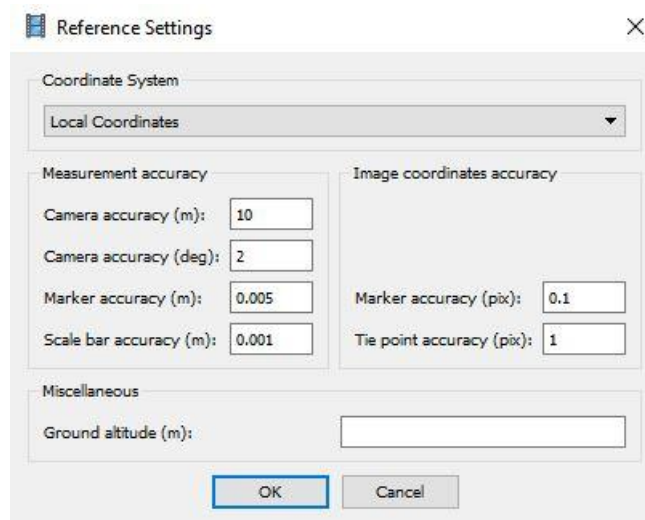 Reference Settings
Coordinate System
Local Coordinates
Measurement accuracy
Camera accuracy (m): 10
Camera accuracy (deg): 2
Marker accuracy (m): 0.005
Scale bar accuracy (m): 0.001
Image coordinates accuracy
Marker accuracy (pix): 0.1
Tie point accuracy (pix): 1
Miscellaneous
Ground altitude (m):
OK
Cancel